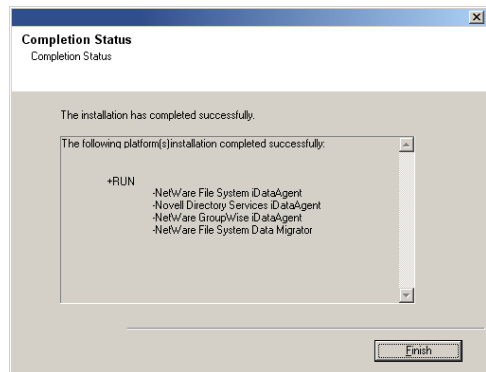 Completion Status
Completion Status
The installation has completed successfully.
The following platform(s)installation completed successfully:
+RUN
-NetWare File System iDataAgent
-Novell Directory Services iDataAgent
-NetWare GroupWise iDataAgent
-NetWare File System Data Migrator
Finish